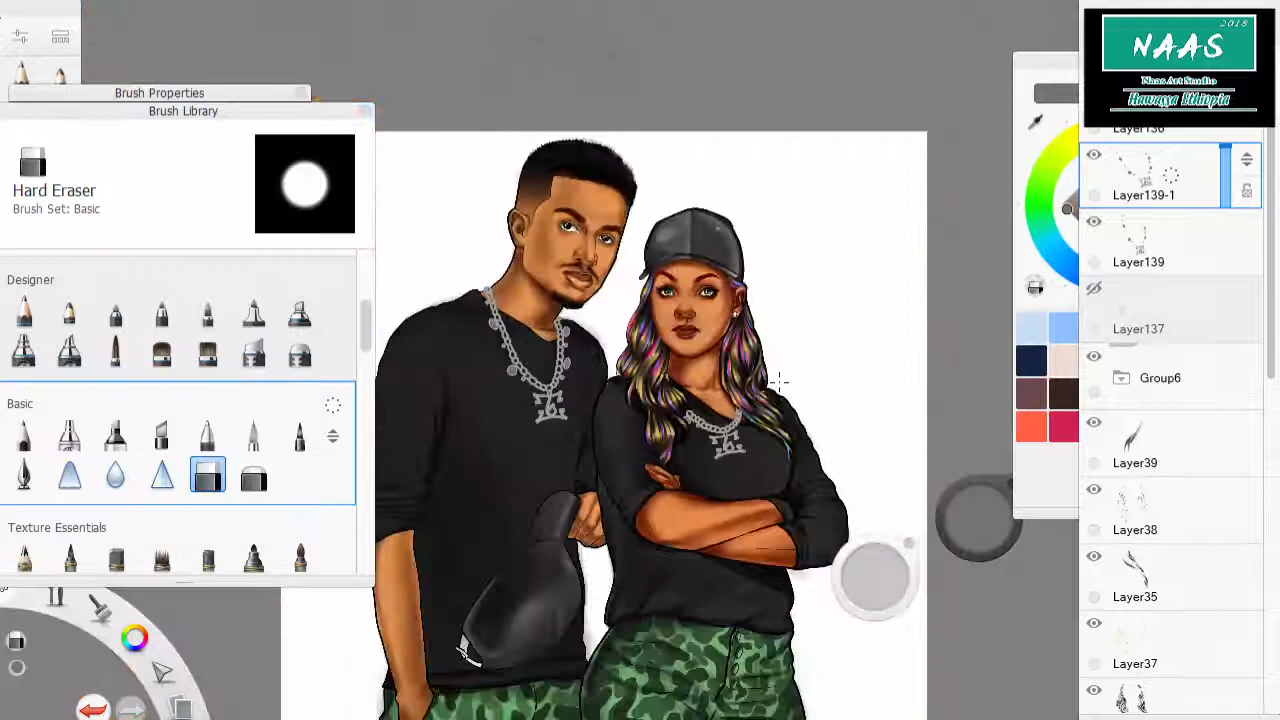 Brush Properties
Brush Library
Hard Eraser
Brush Set: Basic
Designer
Basic
Texture Essentials
2018
NAAS
Naas Art Studio
Hawassa Ethiopia
Layer136
Layer139-1
Layer139
Layer137
Group6
Layer39
Layer38
Layer35
Layer37